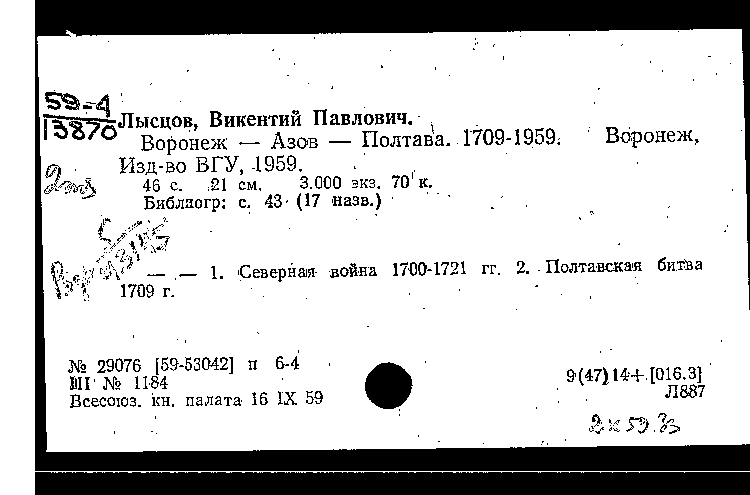 59-4
13870
Лысцов, Викентий Павлович.
Воронеж — Азов — Полтава. 1709-1959. Воронеж,
Изд-во ВГУ, 1959.
46 с. 21 см. 3.000 экз. 70 к.
Библиогр: с. 43 (17 назв.)
— — 1. Северная война 1700-1721 гг. 2. Полтавская битва
1709 г.
№ 29076 [59-53042] п 6-4
III № 1184
Всесоюз. кн. палата 16 IX 59
9(47)14+[016.3]
Л887